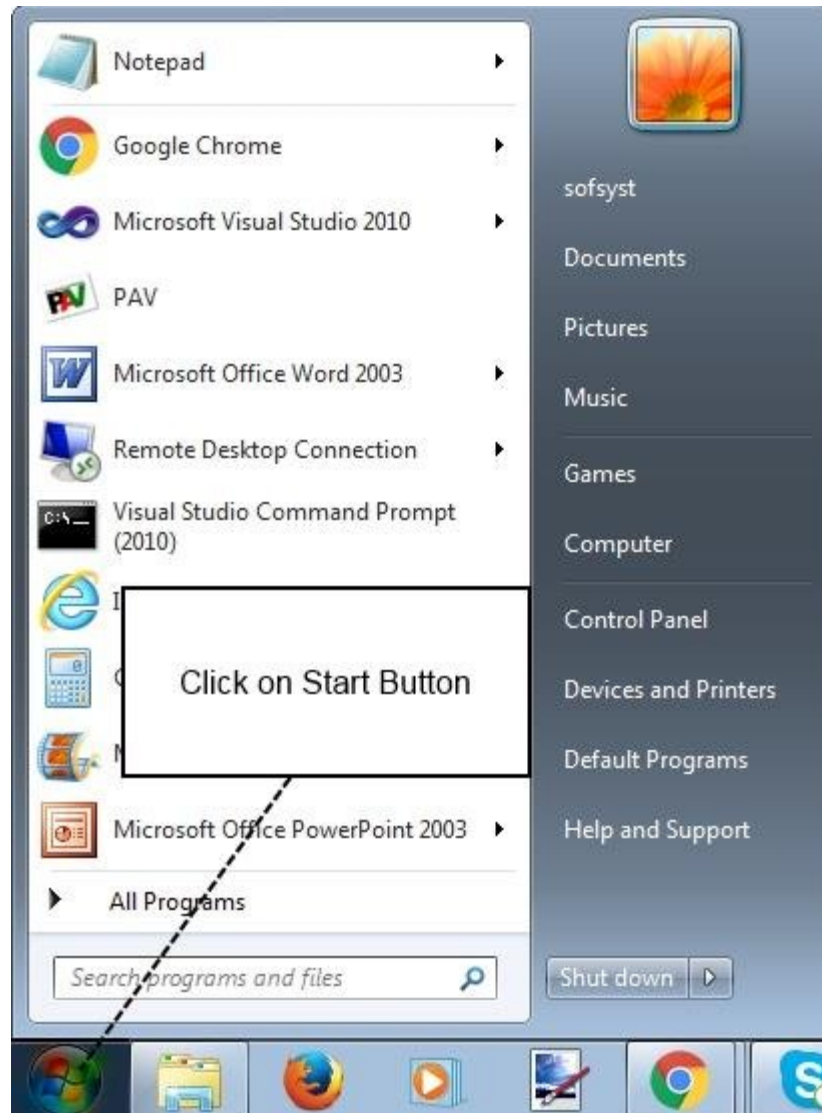 Notepad
Google Chrome
Microsoft Visual Studio 2010
PAV
PAV
Microsoft Office Word 2003
W
Remote Desktop Connection
C:\
Visual Studio Command Prompt
(2010)
Click on Start Button
Microsoft Office PowerPoint 2003
All Programs
Search programs and files
sofsyst
Documents
Pictures
Music
Games
Computer
Control Panel
Devices and Printers
Default Programs
Help and Support
Shut down
S